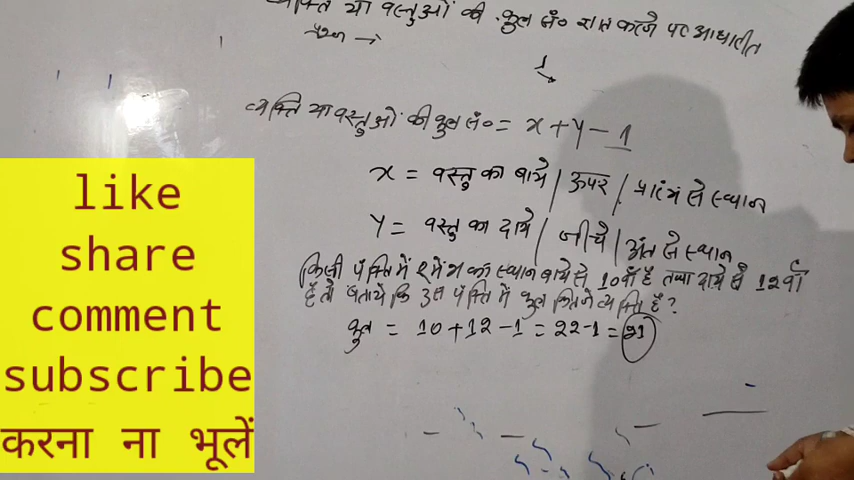 व्यक्ति या वस्तुओं की कुल सं० ज्ञात करने पर आधारीत
प्रश्न →
1
व्यक्ति या वस्तुओं की कुल सं० = x + y - 1
x = वस्तु का बायें / ऊपर / प्रारंभ से स्थान
y = वस्तु का दायें / नीचे / अंत से स्थान
किसी पंक्ति में रमेश का स्थान बायें से 10वाँ है तथा दायें से 12वाँ
है तो बतायें कि उस पंक्ति में कुल कितने व्यक्ति हैं?
कुल = 10 + 12 - 1 = 22 - 1 = 21
like
share
comment
subscribe
करना ना भूलें